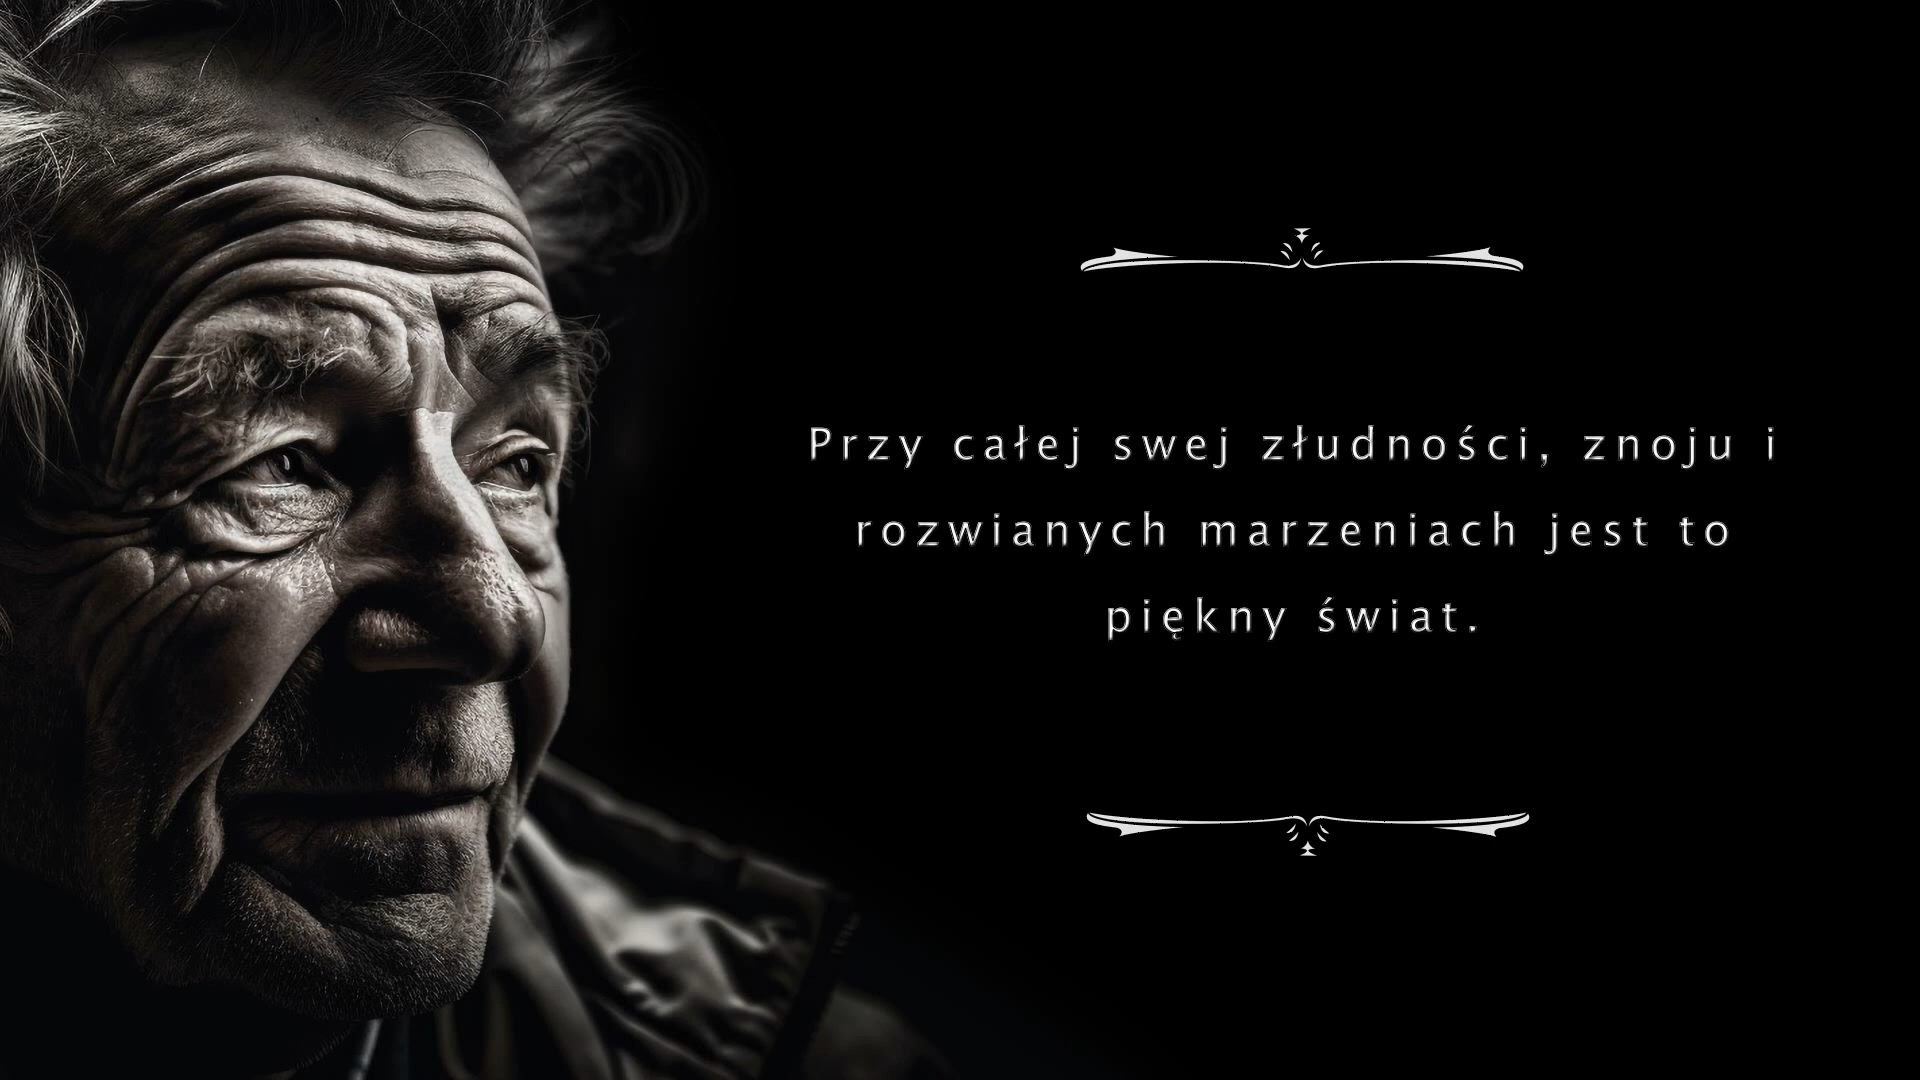 Przy całej swej złudności, znoju i
rozwianych marzeniach jest to
piękny świat.